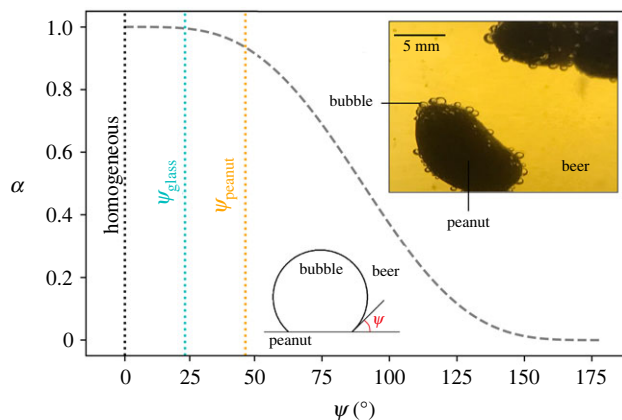 1.0
0.8
0.6
0.4
0.2
0
α
homogeneous
ψglass
ψpeanut
5 mm
bubble
beer
peanut
bubble
beer
ψ
peanut
0
25
50
75
100
125
150
175
ψ (°)